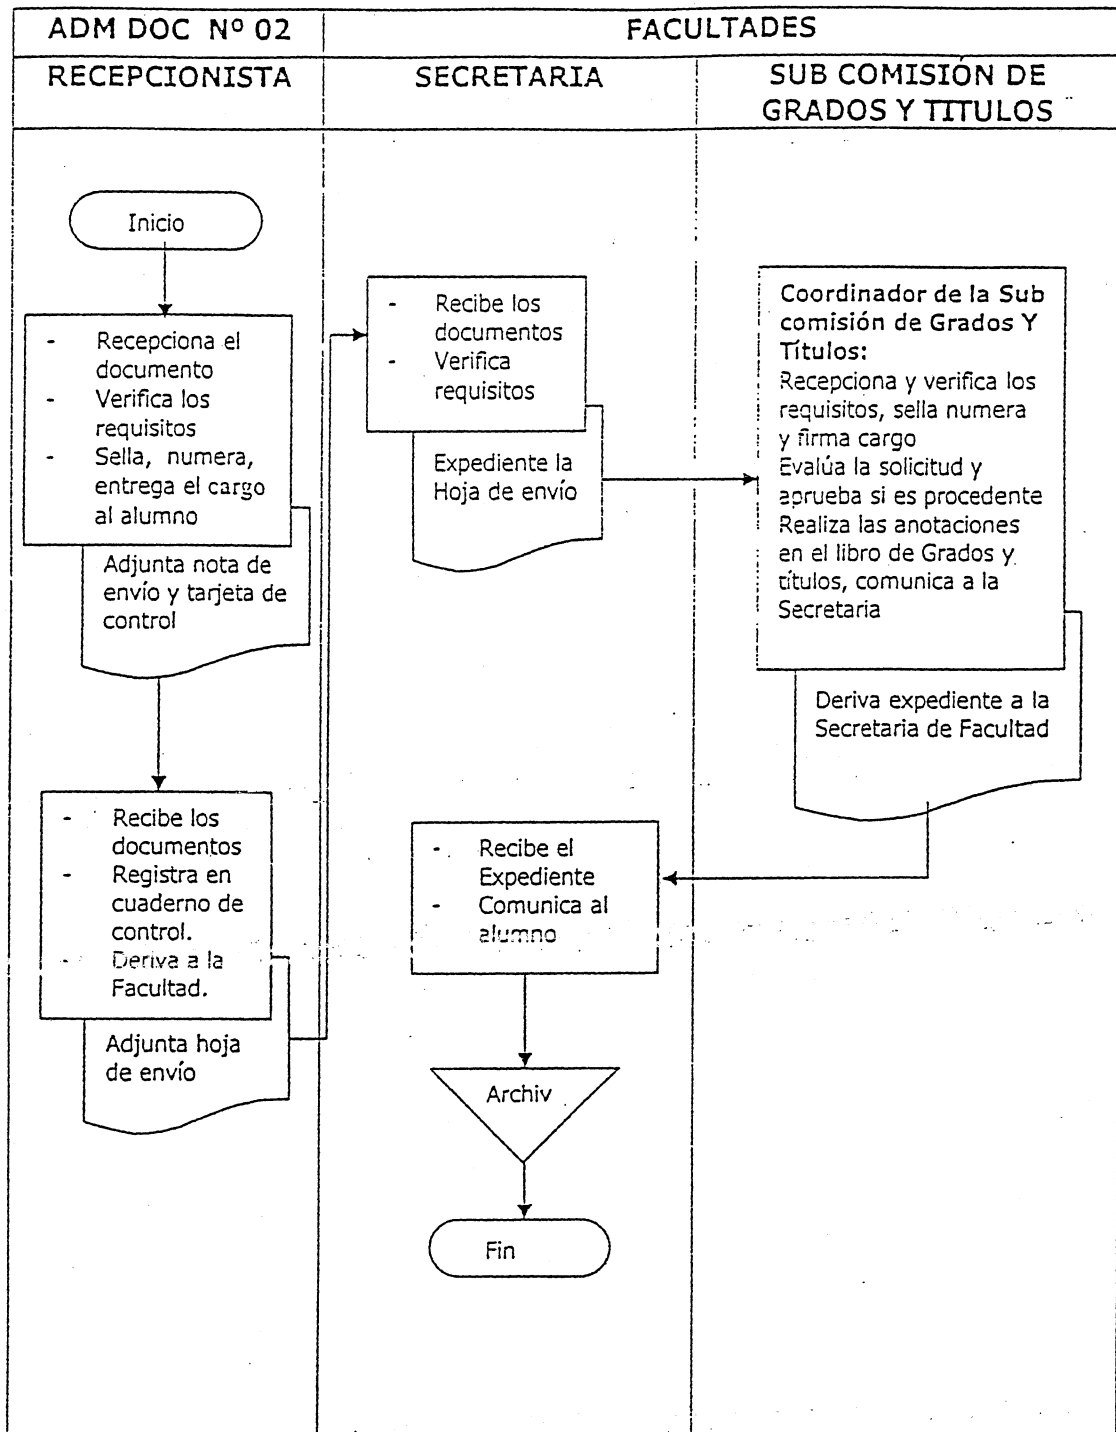 ADM DOC Nº 02
FACULTADES
RECEPCIONISTA
SECRETARIA
SUB COMISIÓN DE
GRADOS Y TITULOS
Inicio
- Recepciona el
documento
- Verifica los
requisitos
- Sella, numera,
entrega el cargo
al alumno
Adjunta nota de
envío y tarjeta de
control
- Recibe los
documentos
- Registra en
cuaderno de
control.
- Deriva a la
Facultad.
Adjunta hoja
de envío
- Recibe los
documentos
- Verifica
requisitos
Expediente la
Hoja de envío
Coordinador de la Sub
comisión de Grados Y
Títulos:
Recepciona y verifica los
requisitos, sella numera
y firma cargo
Evalúa la solicitud y
aprueba si es procedente
Realiza las anotaciones
en el libro de Grados y
títulos, comunica a la
Secretaria
Deriva expediente a la
Secretaria de Facultad
- Recibe el
Expediente
- Comunica al
alumno
Archiv
Fin